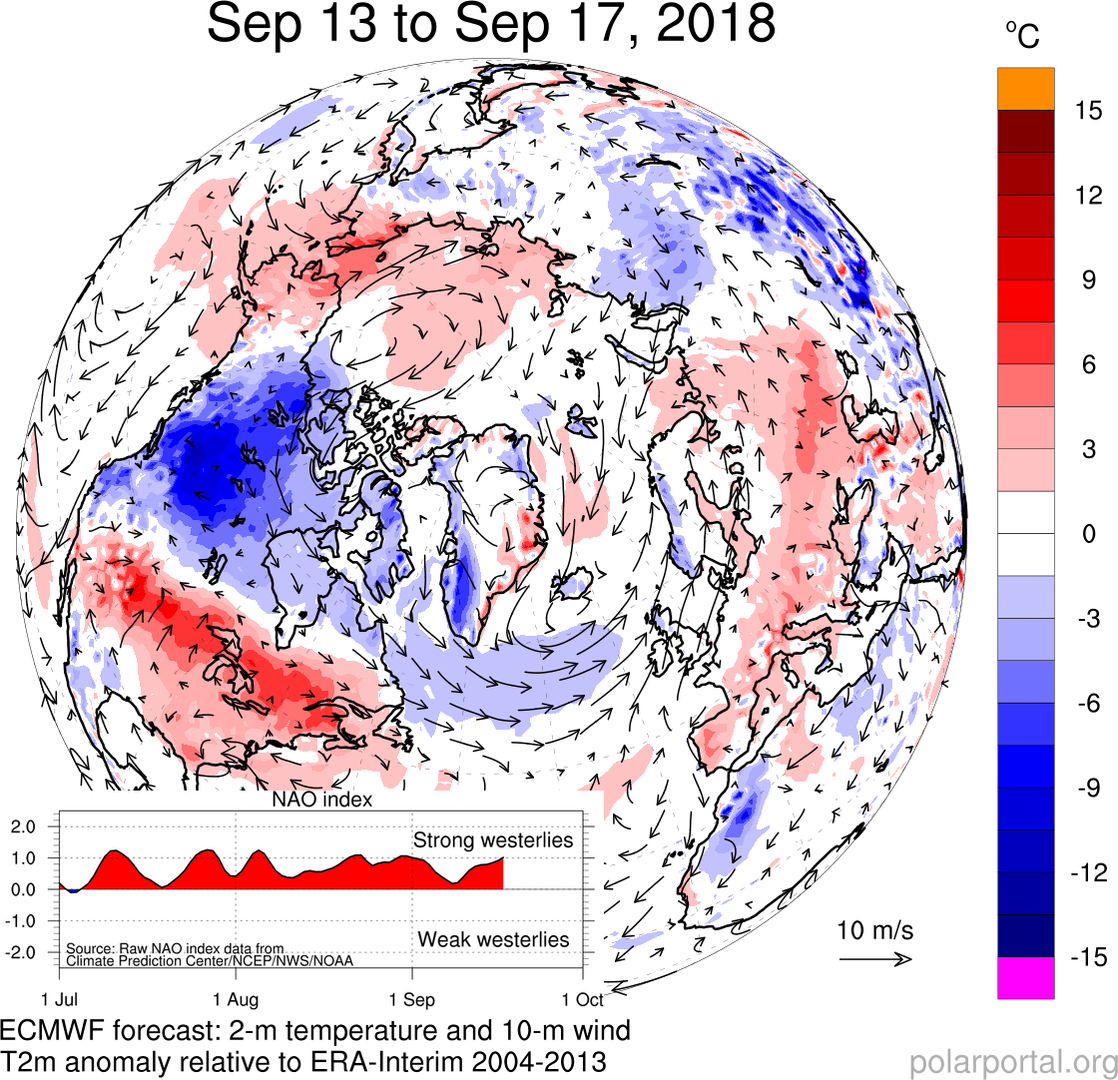 Sep 13 to Sep 17, 2018
oC
15
12
9
6
3
0
-3
-6
-9
-12
-15
10 m/s
NAO index
2.0
1.0
0.0
-1.0
-2.0
Strong westerlies
Weak westerlies
Source: Raw NAO index data from
Climate Prediction Center/NCEP/NWS/NOAA
1 Jul
1 Aug
1 Sep
1 Oct
ECMWF forecast: 2-m temperature and 10-m wind
T2m anomaly relative to ERA-Interim 2004-2013
polarportal.org